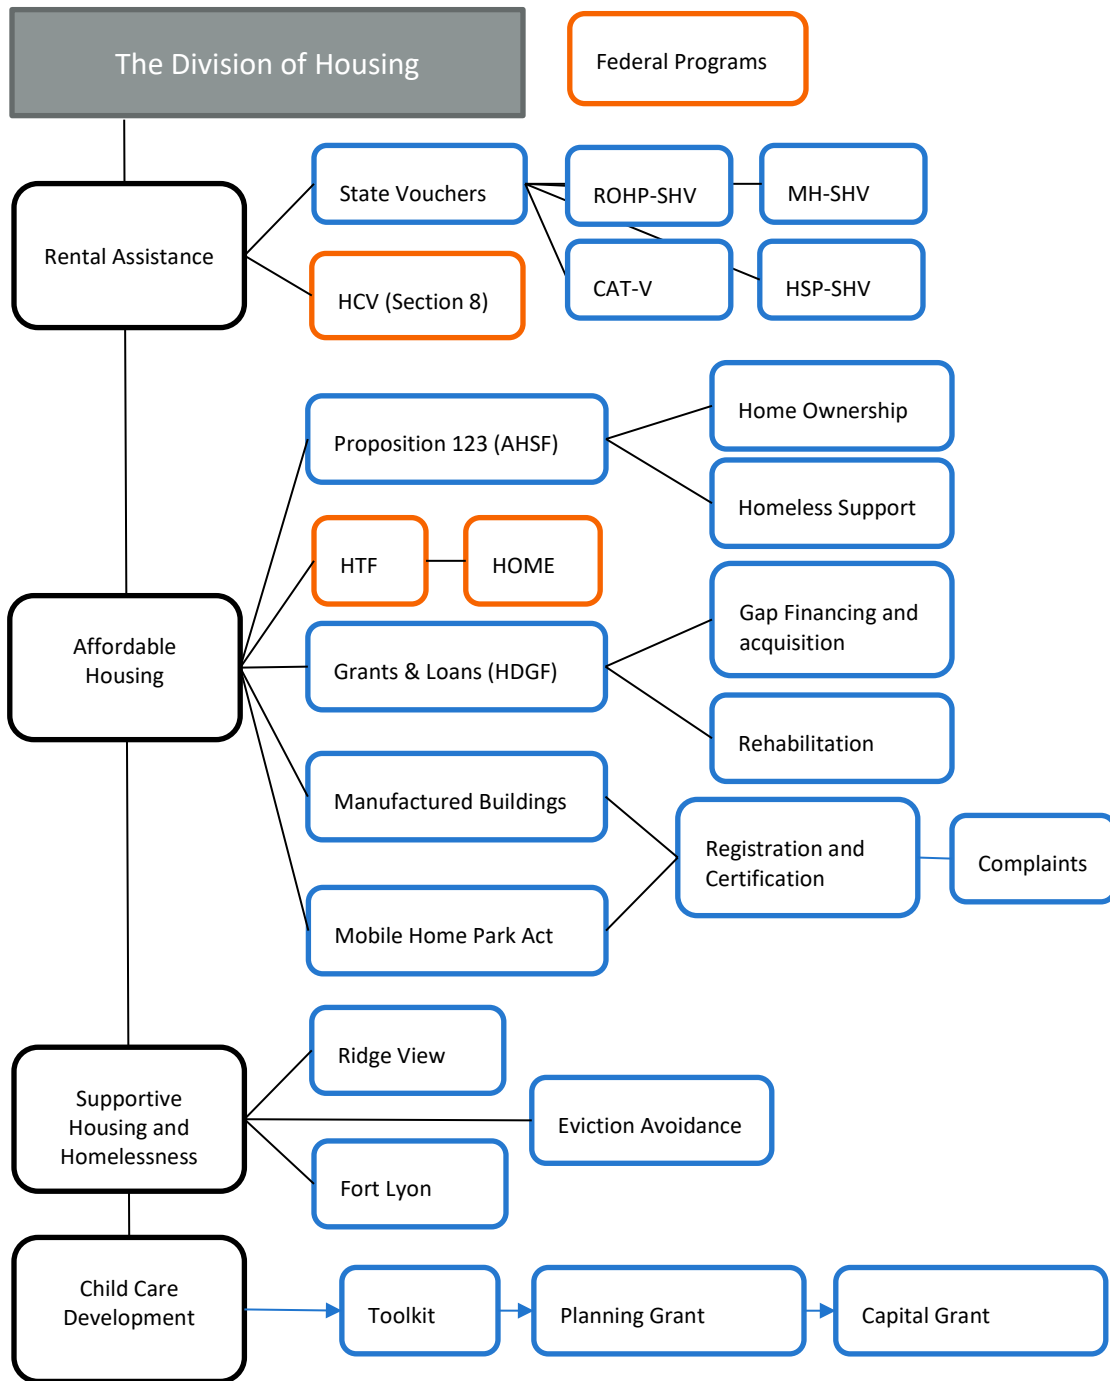 The Division of Housing
Federal Programs
State Vouchers
ROHP-SHV
MH-SHV
Rental Assistance
HCV (Section 8)
CAT-V
HSP-SHV
Proposition 123 (AHSF)
Home Ownership
Homeless Support
HTF
HOME
Affordable
Housing
Grants & Loans (HDGF)
Gap Financing and
acquisition
Rehabilitation
Manufactured Buildings
Registration and
Certification
Complaints
Mobile Home Park Act
Ridge View
Supportive
Housing and
Homelessness
Eviction Avoidance
Fort Lyon
Child Care
Development
Toolkit
Planning Grant
Capital Grant